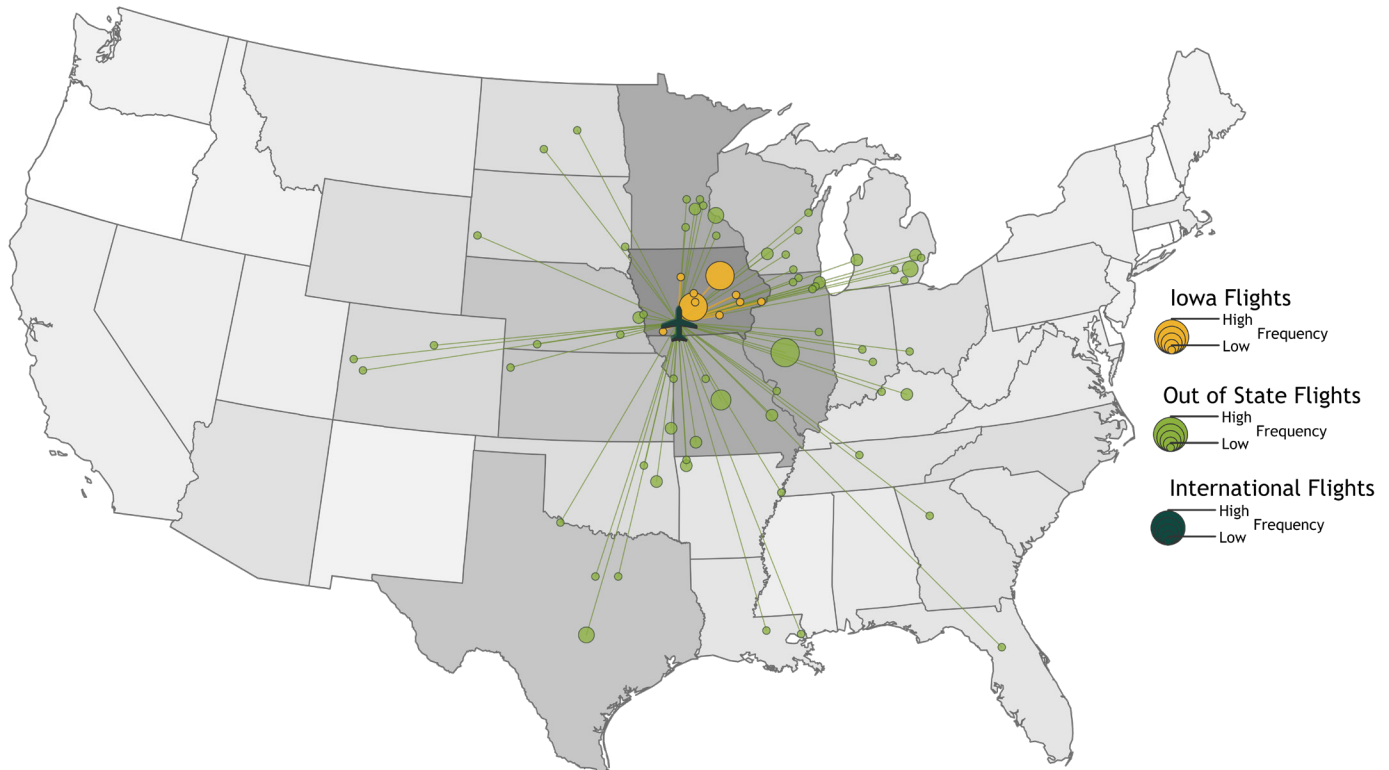 Iowa Flights
High
Frequency
Low
Out of State Flights
High
Frequency
Low
International Flights
High
Frequency
Low